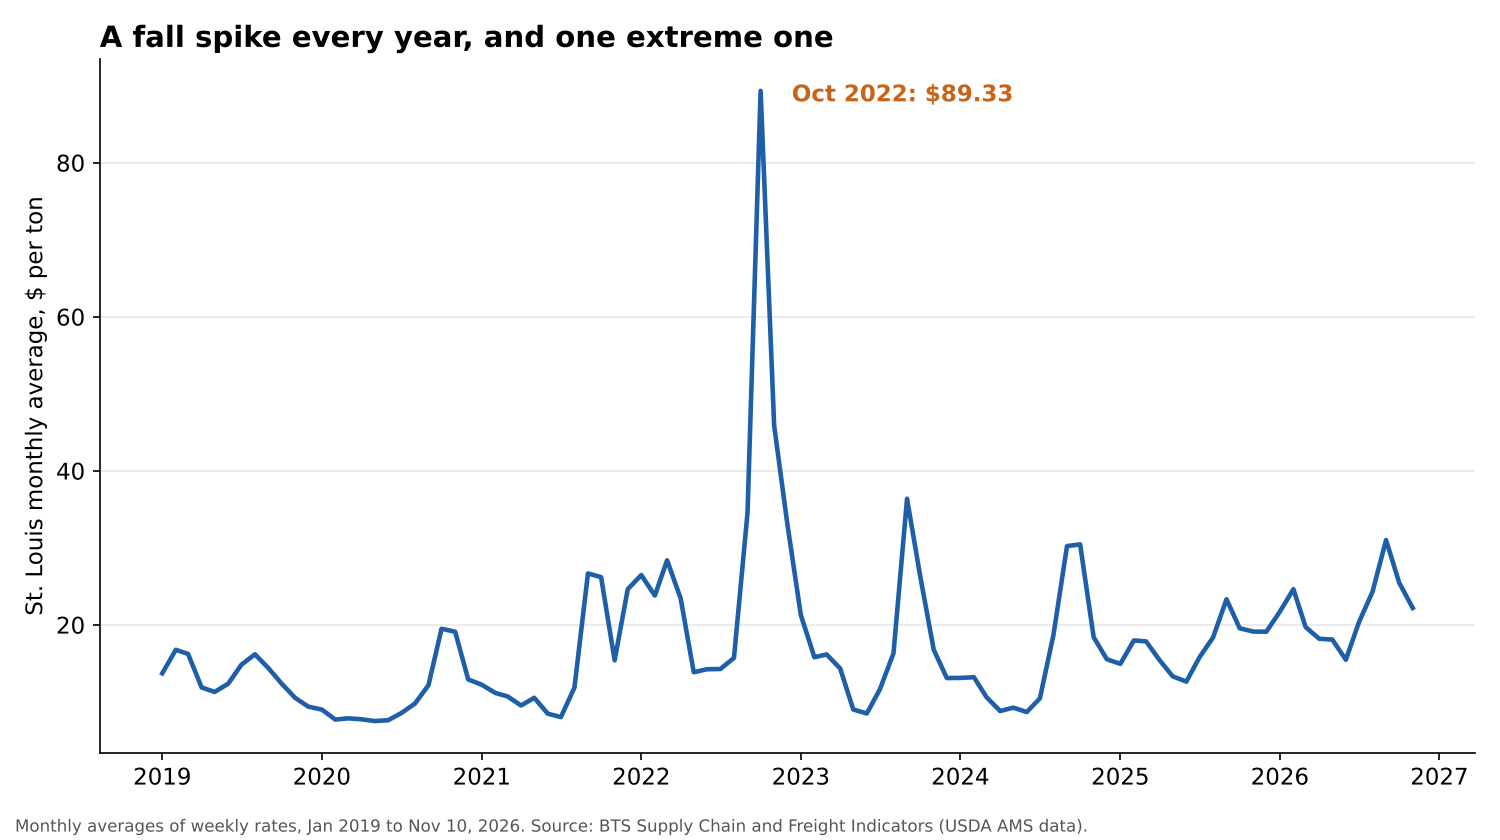 A fall spike every year, and one extreme one
Oct 2022: $89.33
St. Louis monthly average, $ per ton
80
60
40
20
2019 2020 2021 2022 2023 2024 2025 2026 2027
Monthly averages of weekly rates, Jan 2019 to Nov 10, 2026. Source: BTS Supply Chain and Freight Indicators (USDA AMS data).